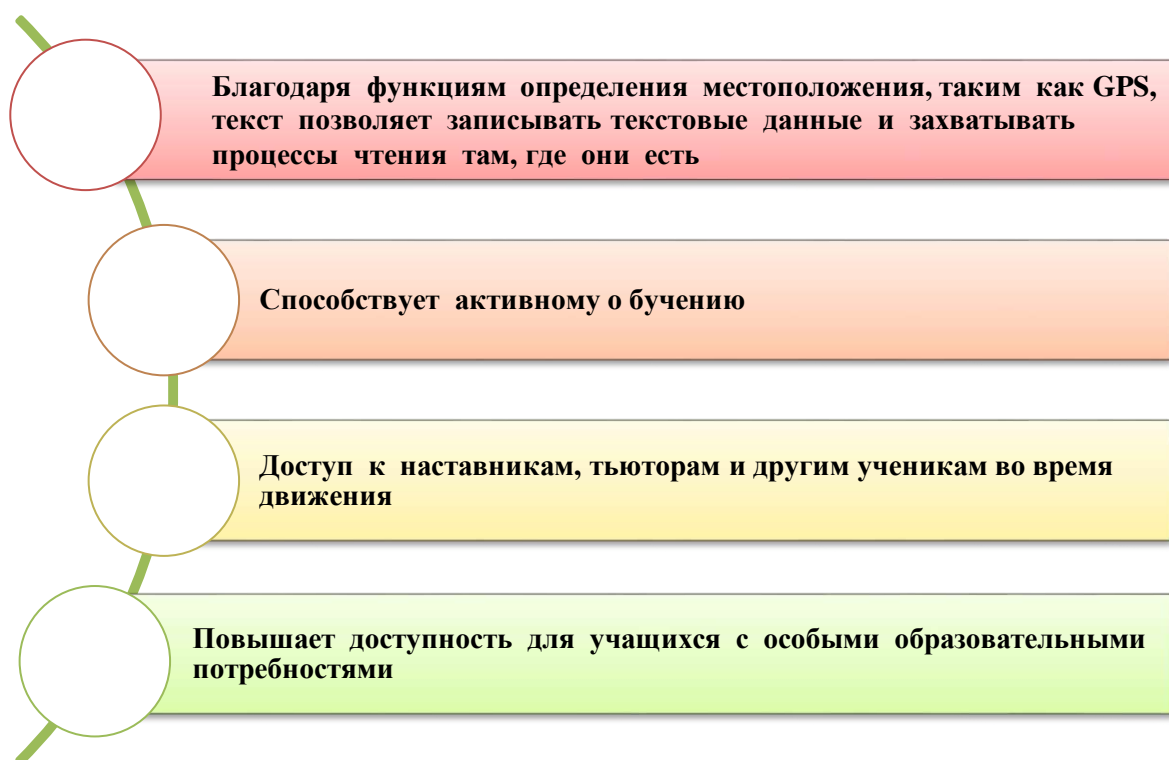 Благодаря функциям определения местоположения, таким как GPS,
текст позволяет записывать текстовые данные и захватывать
процессы чтения там, где они есть
Способствует активному о бучению
Доступ к наставникам, тьюторам и другим ученикам во время
движения
Повышает доступность для учащихся с особыми образовательными
потребностями